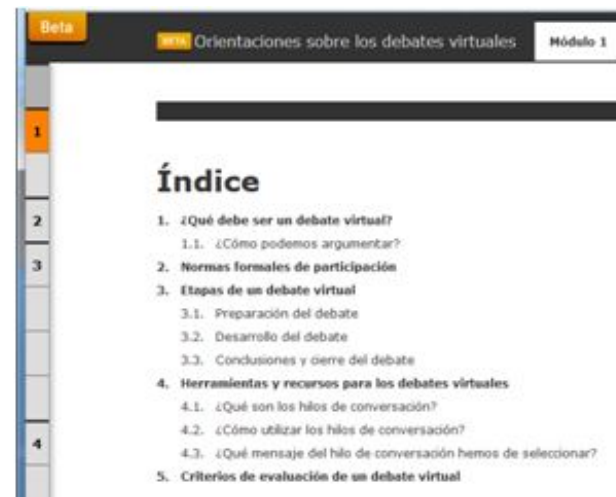 Beta
BETA Orientaciones sobre los debates virtuales
Módulo 1
1
2
3
4
Índice
1. ¿Qué debe ser un debate virtual?
1.1. ¿Cómo podemos argumentar?
2. Normas formales de participación
3. Etapas de un debate virtual
3.1. Preparación del debate
3.2. Desarrollo del debate
3.3. Conclusiones y cierre del debate
4. Herramientas y recursos para los debates virtuales
4.1. ¿Qué son los hilos de conversación?
4.2. ¿Cómo utilizar los hilos de conversación?
4.3. ¿Qué mensaje del hilo de conversación hemos de seleccionar?
5. Criterios de evaluación de un debate virtual